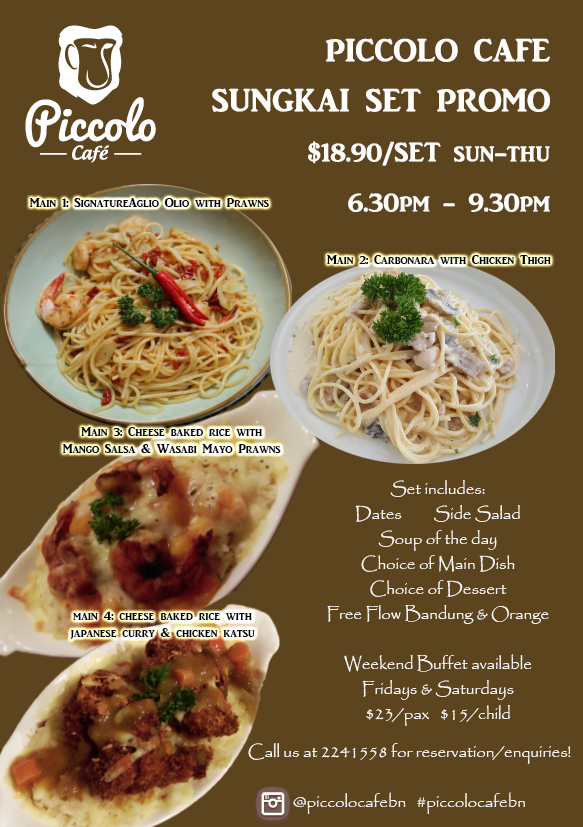 Piccolo
Café
PICCOLO CAFE
SUNGKAI SET PROMO
$18.90/SET SUN-THU
6.30PM - 9.30PM
MAIN 1: SIGNATUREAGLIO OLIO WITH PRAWNS
MAIN 2: CARBONARA WITH CHICKEN THIGH
MAIN 3: CHEESE BAKED RICE WITH
MANGO SALSA & WASABI MAYO PRAWNS
MAIN 4: CHEESE BAKED RICE WITH
JAPANESE CURRY & CHICKEN KATSU
Set includes:
Dates Side Salad
Soup of the day
Choice of Main Dish
Choice of Dessert
Free Flow Bandung & Orange
Weekend Buffet available
Fridays & Saturdays
$23/pax $15/child
Call us at 2241558 for reservation/enquiries!
@piccolocafebn #piccolocafebn